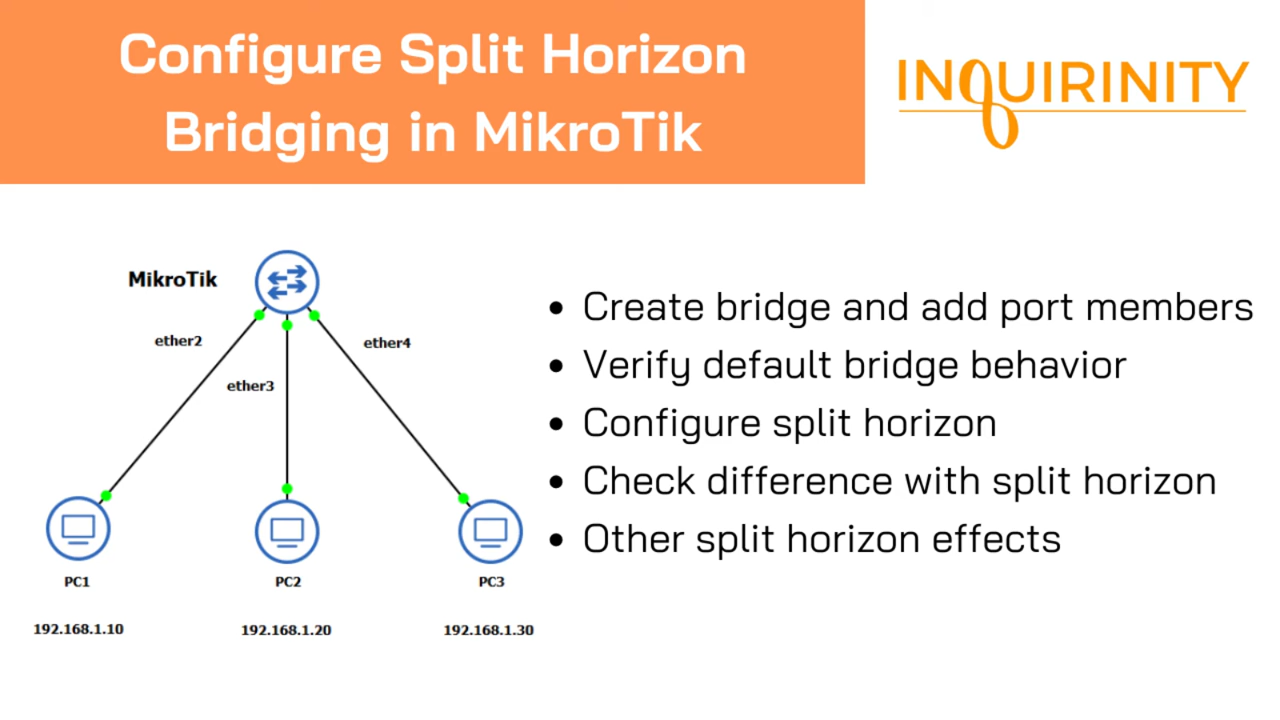 Configure Split Horizon
Bridging in MikroTik
INQUIRINITY
MikroTik
ether2
ether3
ether4
PC1
PC2
PC3
192.168.1.10
192.168.1.20
192.168.1.30
• Create bridge and add port members
• Verify default bridge behavior
• Configure split horizon
• Check difference with split horizon
• Other split horizon effects